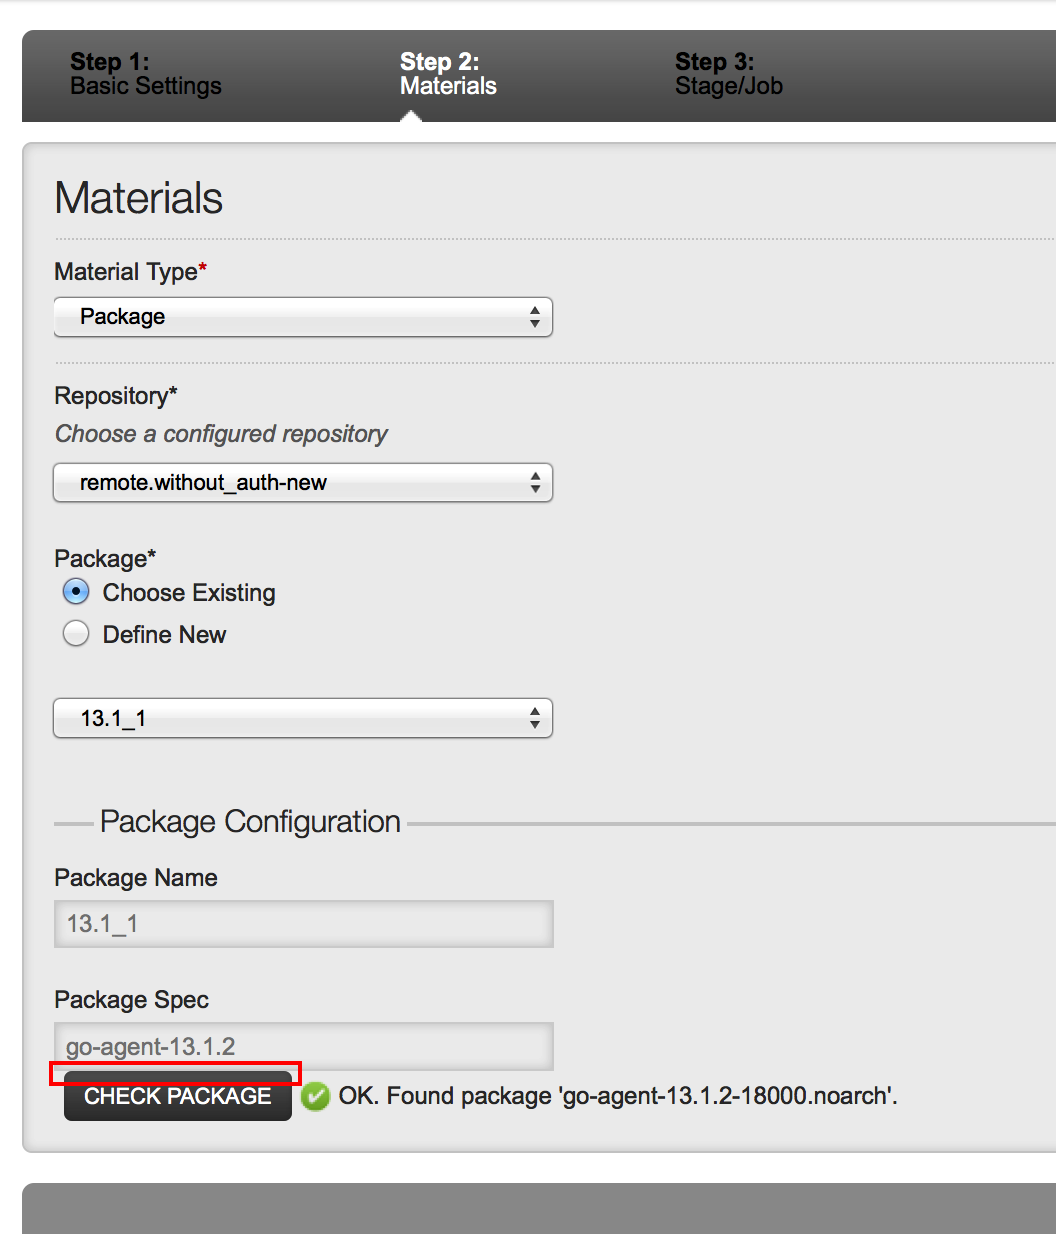 Step 1:
Basic Settings
Step 2:
Materials
Step 3:
Stage/Job
Materials
Material Type*
Package
Repository*
Choose a configured repository
remote.without_auth-new
Package*
Choose Existing
Define New
13.1_1
Package Configuration
Package Name
13.1_1
Package Spec
go-agent-13.1.2
CHECK PACKAGE
OK. Found package 'go-agent-13.1.2-18000.noarch'.